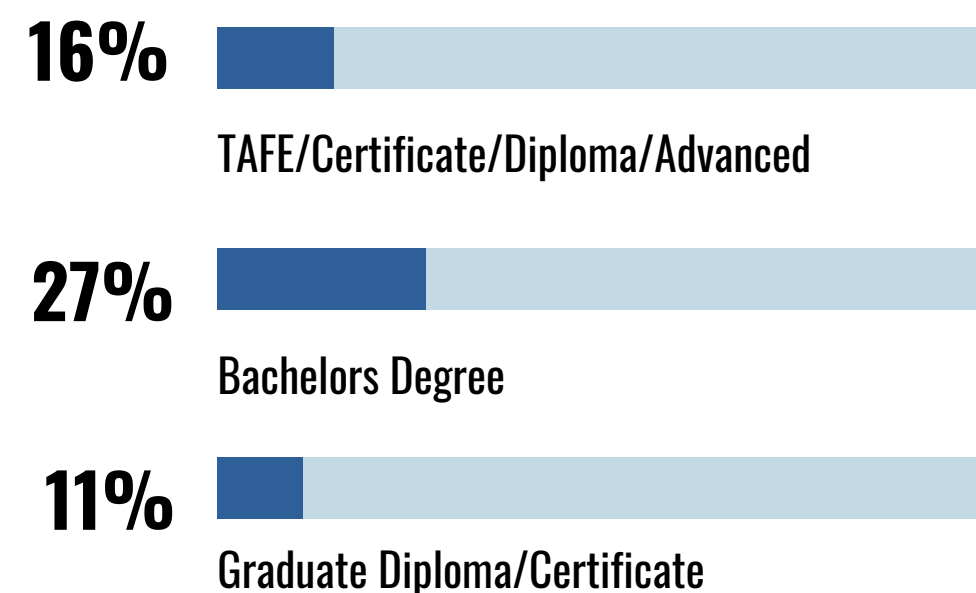 16%
TAFE/Certificate/Diploma/Advanced
27%
Bachelors Degree
11%
Graduate Diploma/Certificate